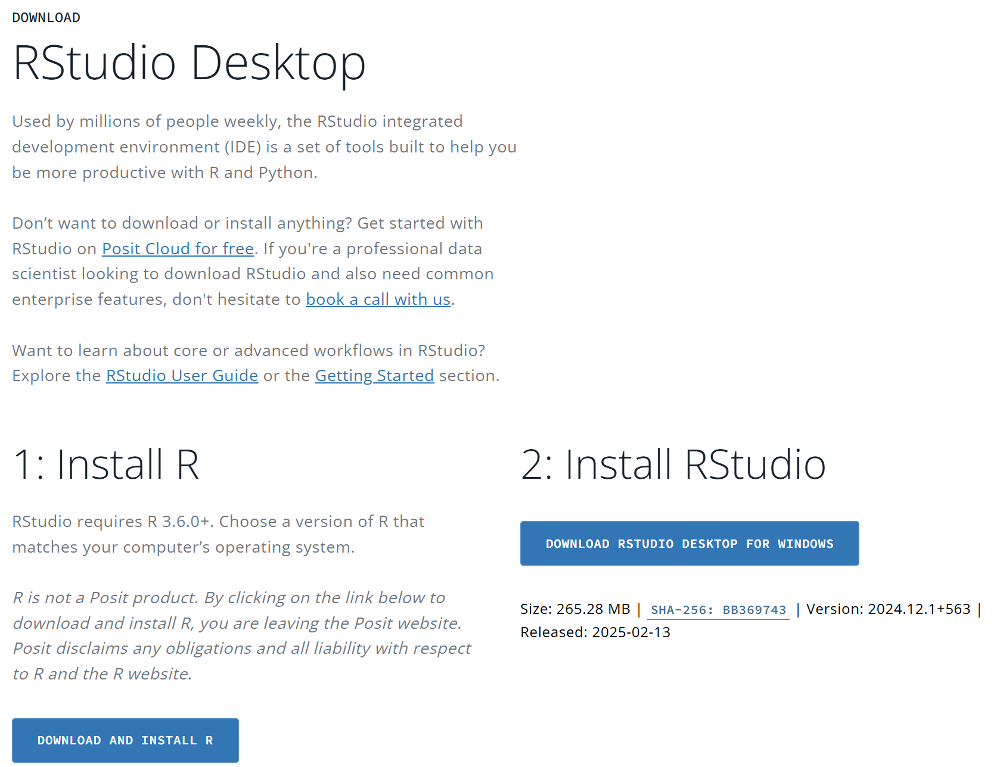 DOWNLOAD
RStudio Desktop
Used by millions of people weekly, the RStudio integrated
development environment (IDE) is a set of tools built to help you
be more productive with R and Python.
Don’t want to download or install anything? Get started with
RStudio on Posit Cloud for free. If you're a professional data
scientist looking to download RStudio and also need common
enterprise features, don't hesitate to book a call with us.
Want to learn about core or advanced workflows in RStudio?
Explore the RStudio User Guide or the Getting Started section.
1: Install R
RStudio requires R 3.6.0+. Choose a version of R that
matches your computer’s operating system.
R is not a Posit product. By clicking on the link below to
download and install R, you are leaving the Posit website.
Posit disclaims any obligations and all liability with respect
to R and the R website.
DOWNLOAD AND INSTALL R
2: Install RStudio
DOWNLOAD RSTUDIO DESKTOP FOR WINDOWS
Size: 265.28 MB | SHA-256: BB369743 | Version: 2024.12.1+563 |
Released: 2025-02-13